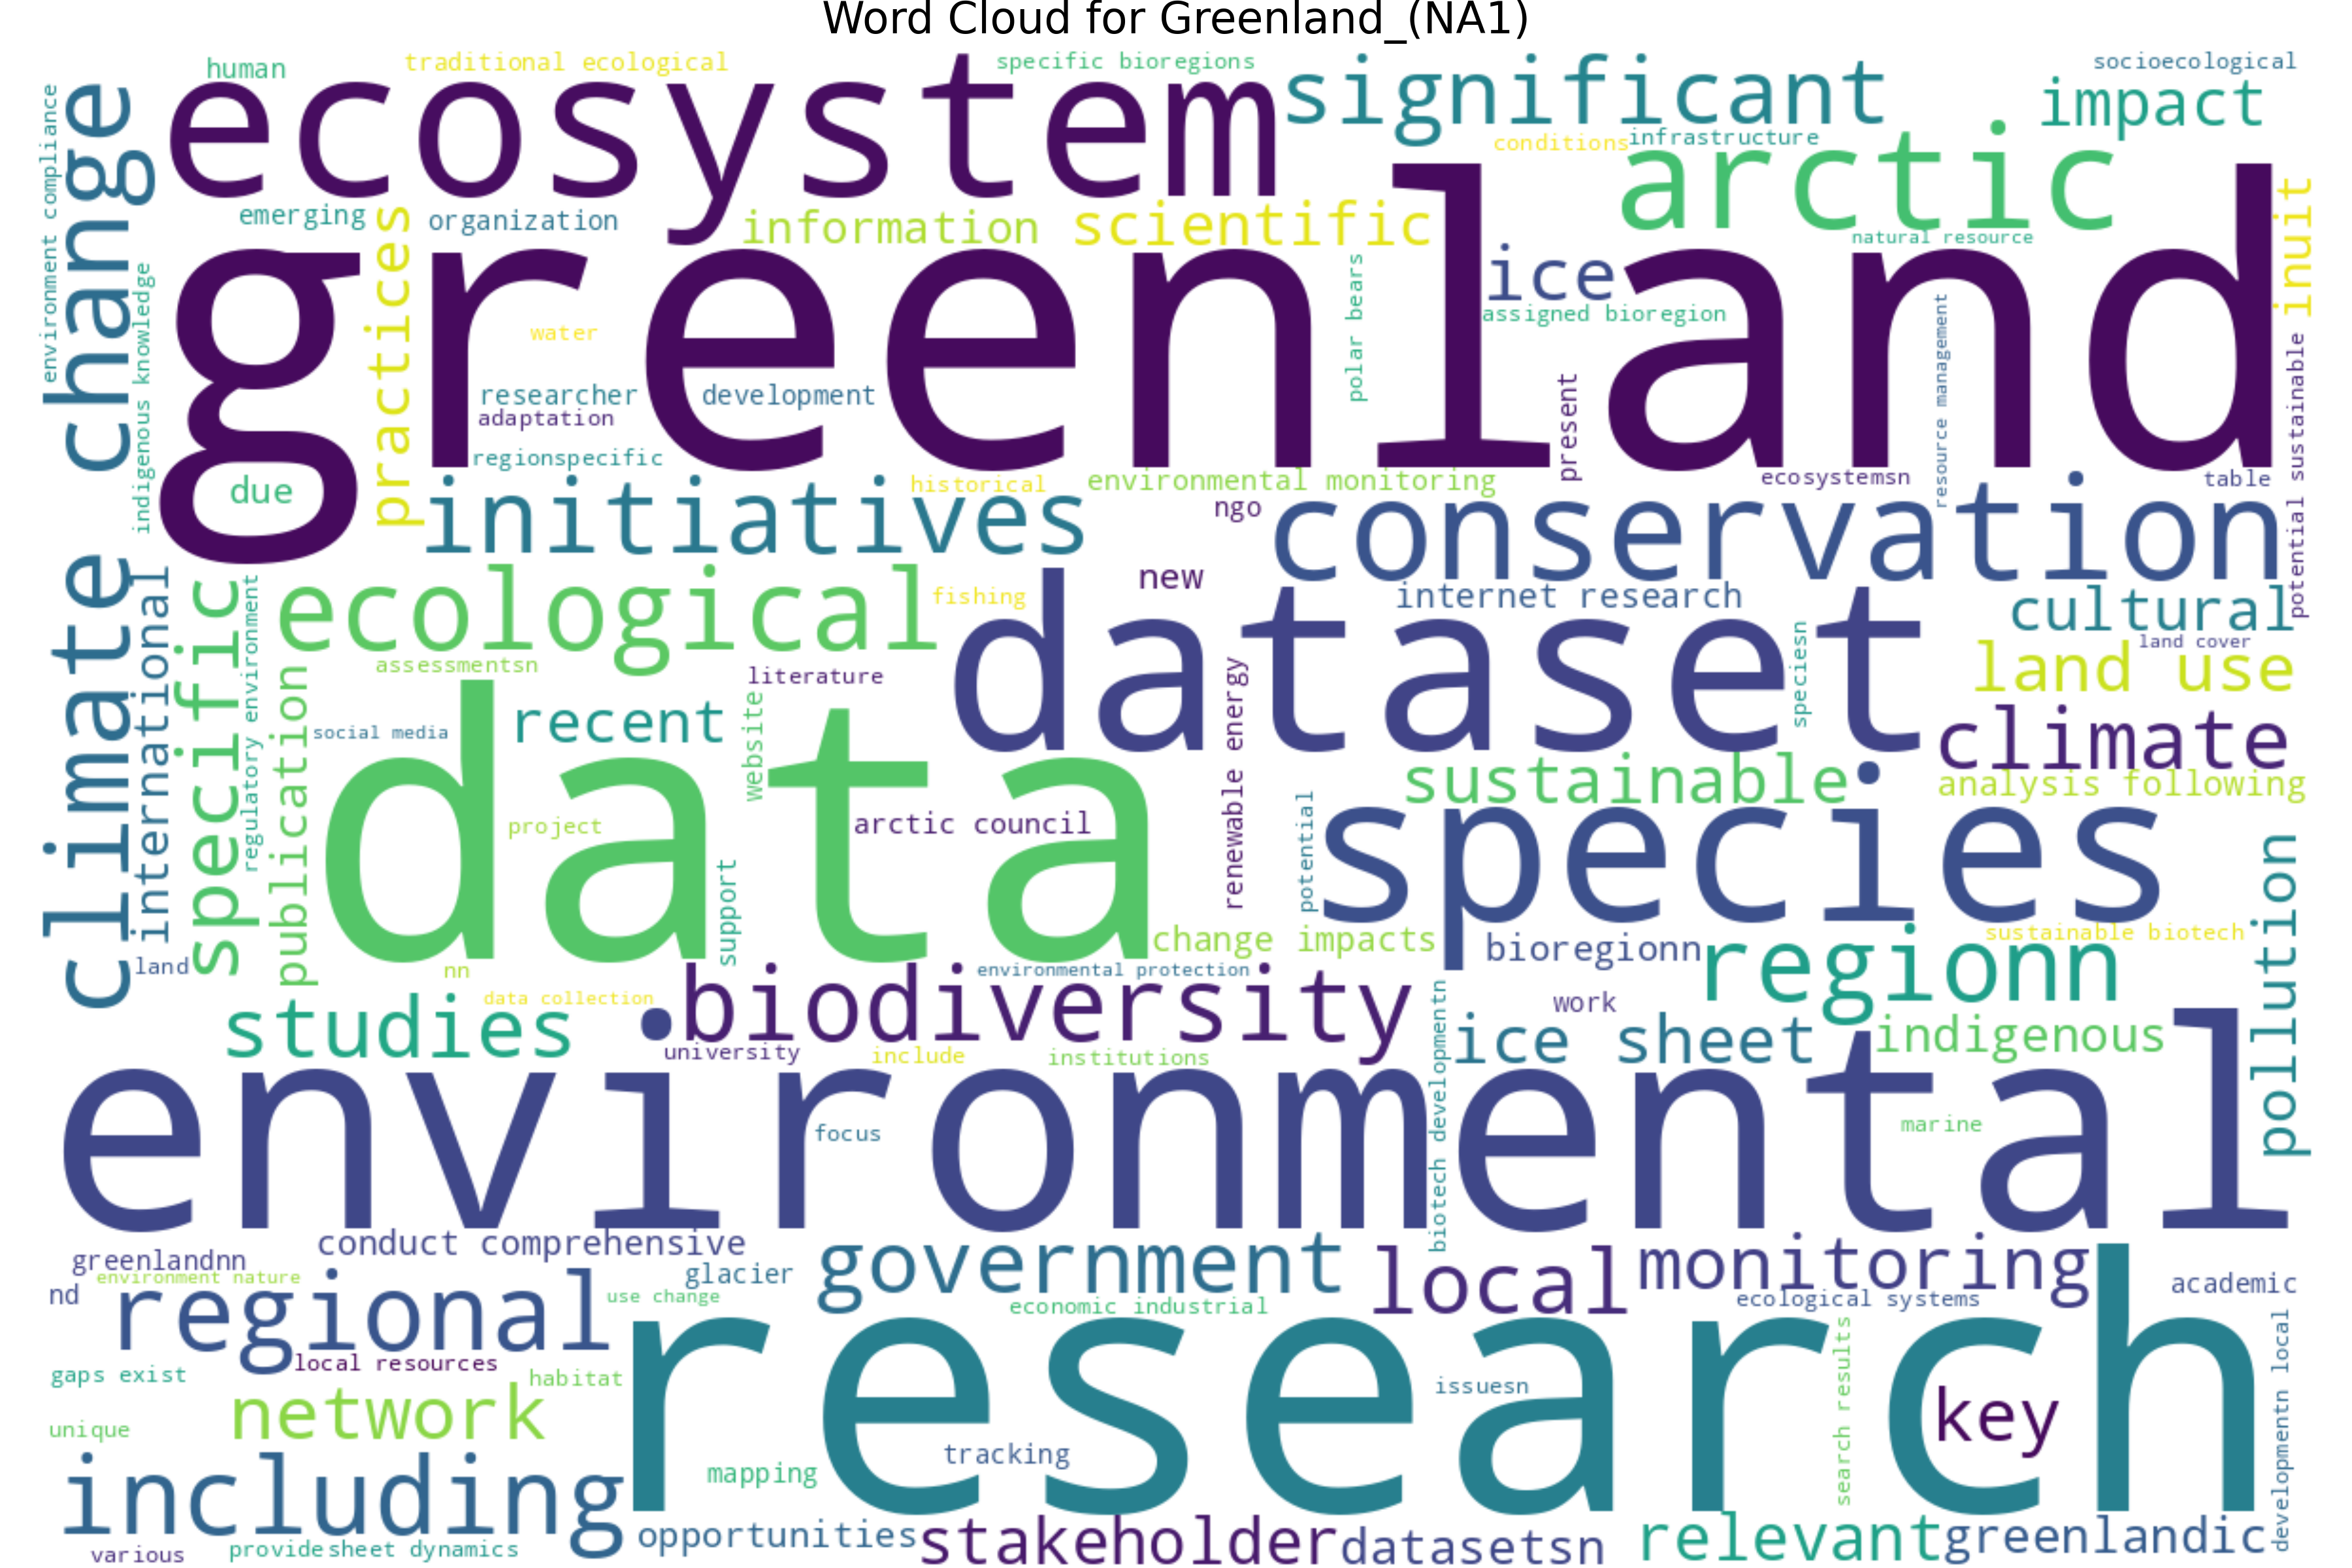 Word Cloud for Greenland_(NA1)
human
traditional ecological
specific bioregions
socioecological
ecosystem
significant
impact
conditions
infrastructure
arctic
environment compliance
climate change
emerging
practices
organization
information
scientific
natural resource
inuit
greenland
ice
assigned bioregion
polar bears
resource management
indigenous knowledge
water
researcher
development
adaptation
present
potential sustainable
regionspecific
due
initiatives
historical
environmental monitoring
ngo
ecosystemsn
table
conservation
international
specific
regulatory environment
ecological
fishing
new
dataset
internet research
cultural
land cover
land use
speciesn
publication
assessmentsn
literature
social media
recent
website
renewable energy
climate
sustainable
analysis following
data
project
arctic council
potential
species
support
change impacts
bioregionn
sustainable biotech
regionn
pollution
land
nn
environmental protection
data collection
studies
biodiversity
work
ice sheet
indigenous
university
include
institutions
biotech developmentn
environmental
focus
marine
conduct comprehensive
greenlandnn
environment nature
nd
glacier
government
local
monitoring
academic
regional
use change
economic industrial
ecological systems
research
local resources
gaps exist
habitat
issuesn
search results
developmentn local
key
network
unique
tracking
mapping
including
opportunities
stakeholder
datasetsn
relevant
greenlandic
various
provide
sheet dynamics